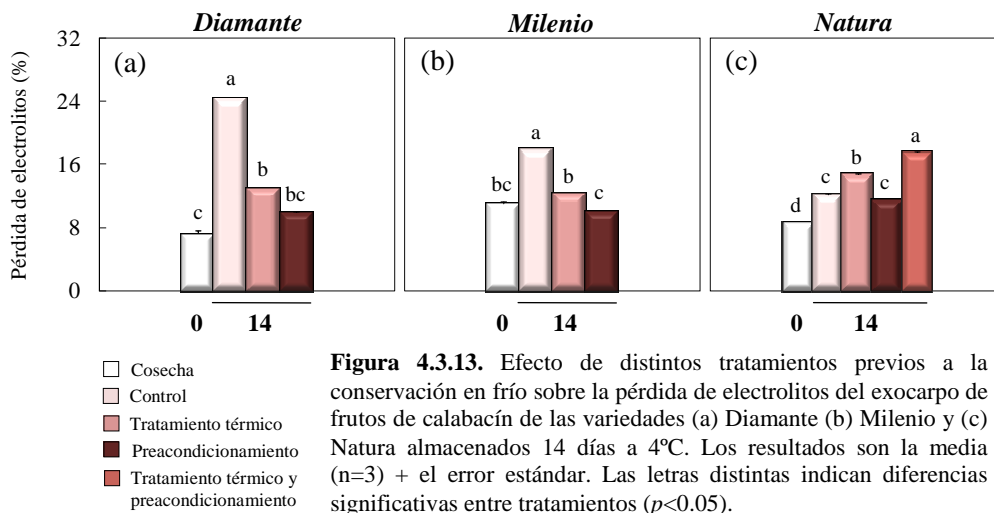 Diamante
Milenio
Natura
Pérdida de electrolitos (%)
32
24
16
8
0
(a)
c
a
b
bc
(b)
bc
a
b
c
(c)
d
c
b
c
a
0
14
0
14
0
14
Cosecha
Control
Tratamiento térmico
Preacondicionamiento
Tratamiento térmico y
preacondicionamiento
Figura 4.3.13. Efecto de distintos tratamientos previos a la
conservación en frío sobre la pérdida de electrolitos del exocarpo de
frutos de calabacín de las variedades (a) Diamante (b) Milenio y (c)
Natura almacenados 14 días a 4ºC. Los resultados son la media
(n=3) + el error estándar. Las letras distintas indican diferencias
significativas entre tratamientos (p<0.05).